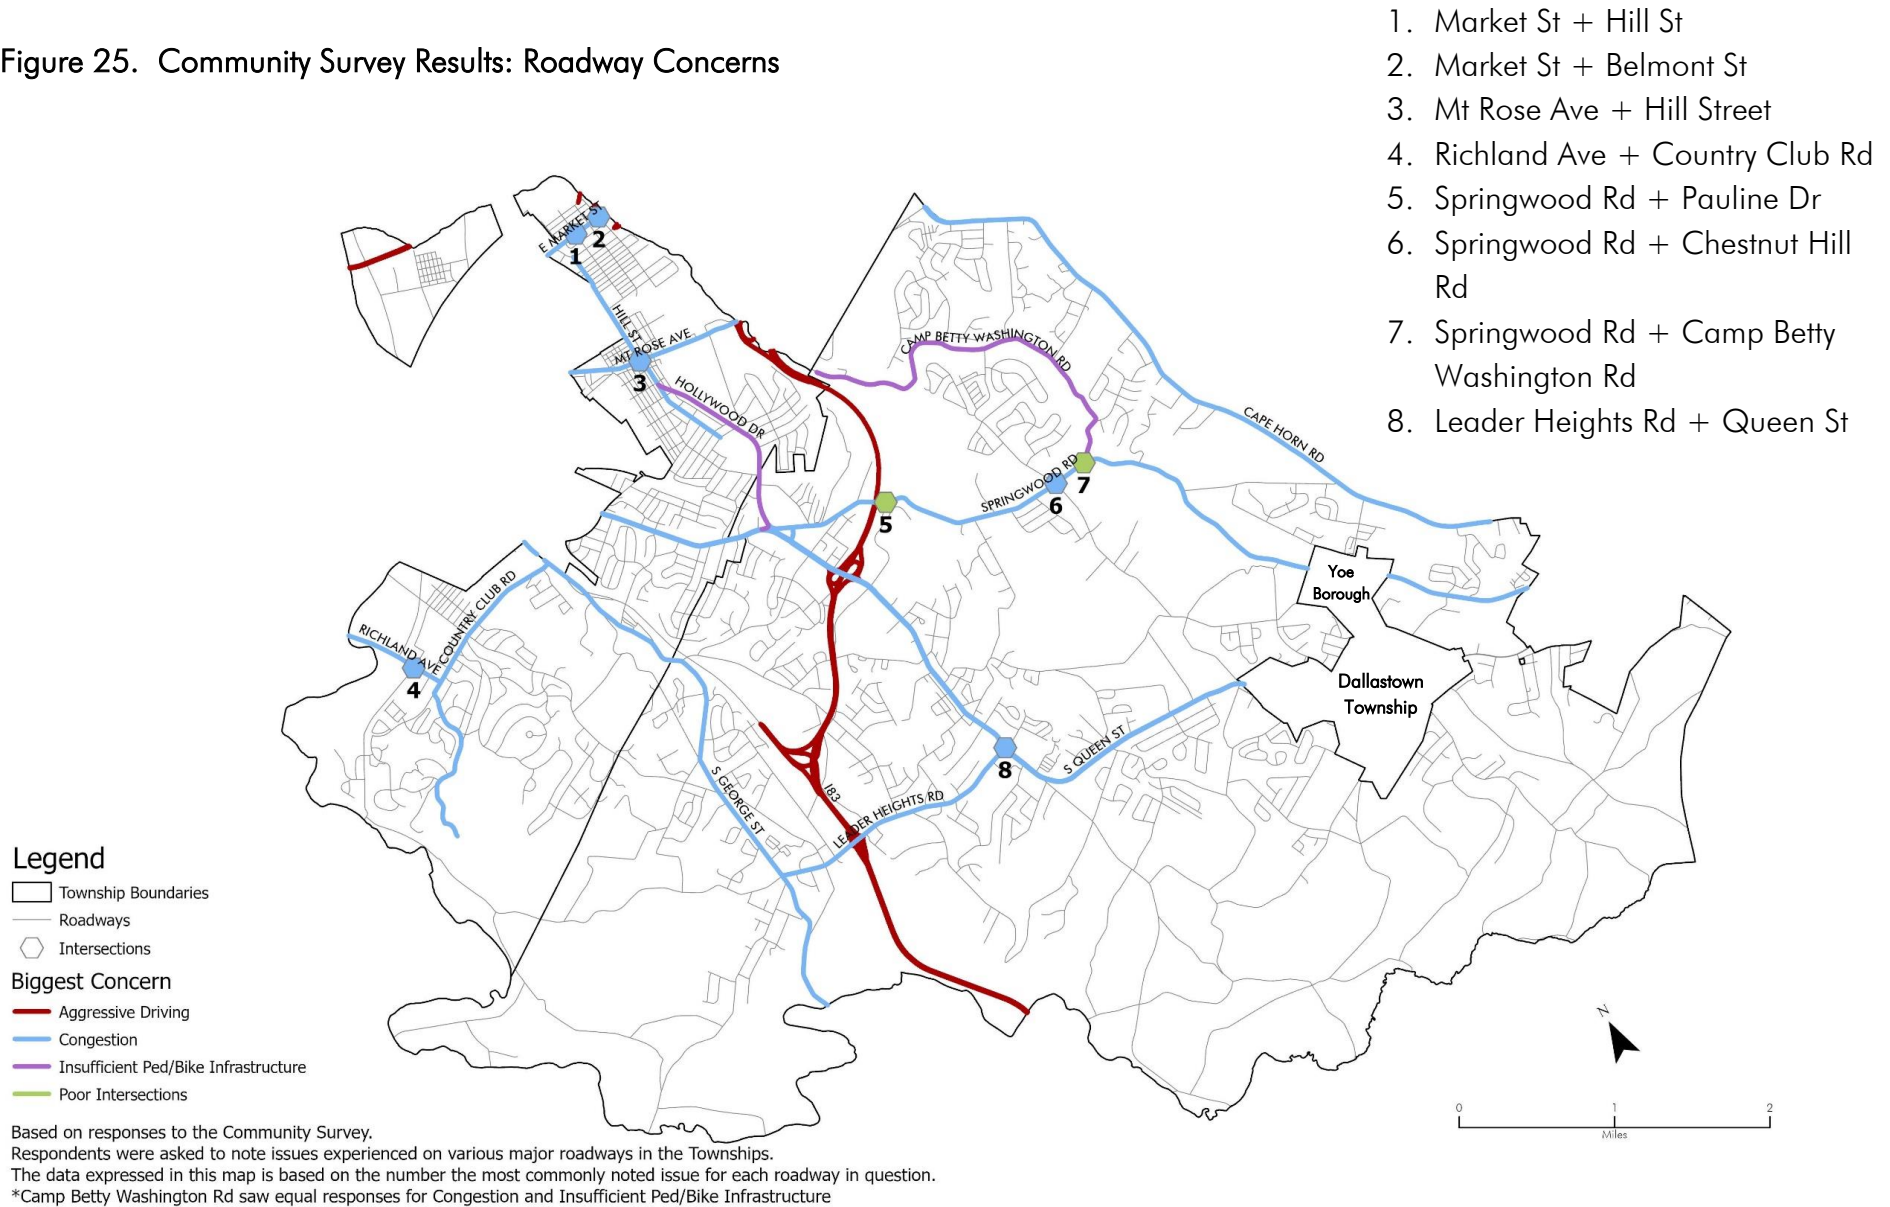 Figure 25. Community Survey Results: Roadway Concerns
1. Market St + Hill St
2. Market St + Belmont St
3. Mt Rose Ave + Hill Street
4. Richland Ave + Country Club Rd
5. Springwood Rd + Pauline Dr
6. Springwood Rd + Chestnut Hill
Rd
7. Springwood Rd + Camp Betty
Washington Rd
8. Leader Heights Rd + Queen St
E MARKET ST
2
1
HILL ST
MT ROSE AVE
3
HOLLYWOOD DR
CAMP BETTY WASHINGTON RD
CAPE HORN RD
SPRINGWOOD RD
7
6
5
Yoe
Borough
COUNTRY CLUB RD
RICHLAND AVE
4
Dallastown
Township
S QUEEN ST
8
S GEORGE ST
I83
LEADER HEIGHTS RD
Legend
Township Boundaries
Roadways
Intersections
Biggest Concern
Aggressive Driving
Congestion
Insufficient Ped/Bike Infrastructure
Poor Intersections
N
0 1 2
Miles
Based on responses to the Community Survey.
Respondents were asked to note issues experienced on various major roadways in the Townships.
The data expressed in this map is based on the number the most commonly noted issue for each roadway in question.
*Camp Betty Washington Rd saw equal responses for Congestion and Insufficient Ped/Bike Infrastructure